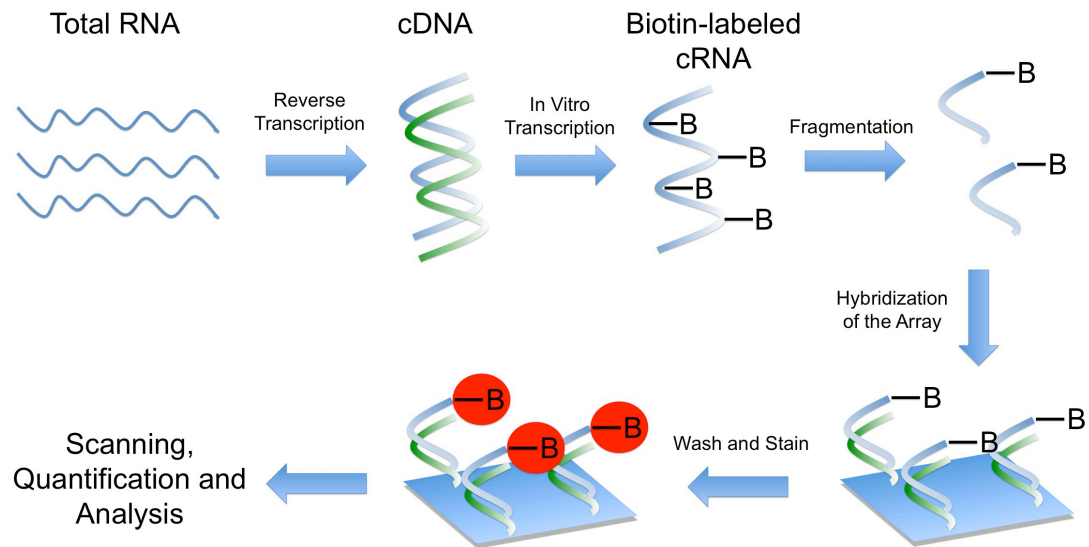 Total RNA
cDNA
Biotin-labeled
cRNA
Reverse
Transcription
In Vitro
Transcription
B
B
B
B
Fragmentation
B
B
Hybridization
of the Array
B
B
B
Wash and Stain
B
B
B
Scanning,
Quantification and
Analysis